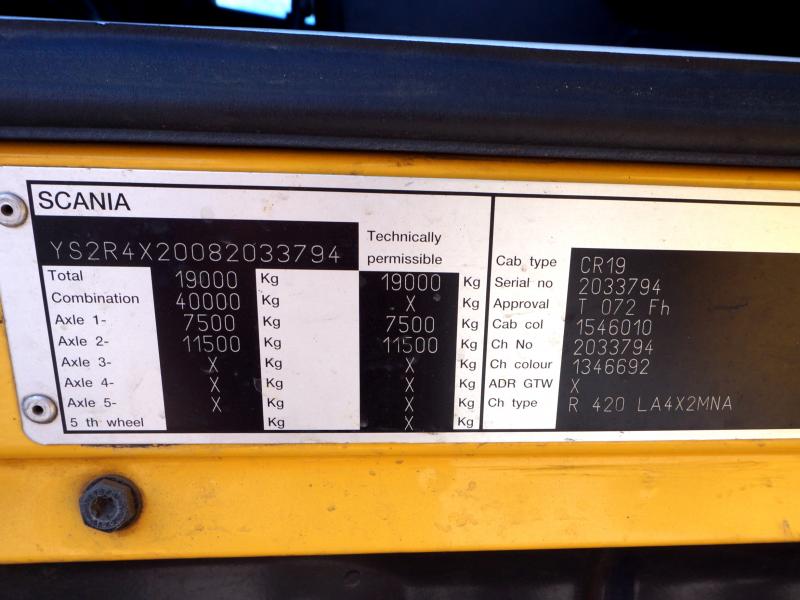 SCANIA
YS2R4X20082033794
Technically
permissible
Total 19000 Kg 19000 Kg
Combination 40000 Kg X Kg
Axle 1- 7500 Kg 7500 Kg
Axle 2- 11500 Kg 11500 Kg
Axle 3- X Kg X Kg
Axle 4- X Kg X Kg
Axle 5- X Kg X Kg
5 th wheel Kg X Kg
Cab type CR19
Serial no 2033794
Approval T 072 Fh
Cab col 1546010
Ch No 2033794
Ch colour 1346692
ADR GTW X
Ch type R 420 LA4X2MNA